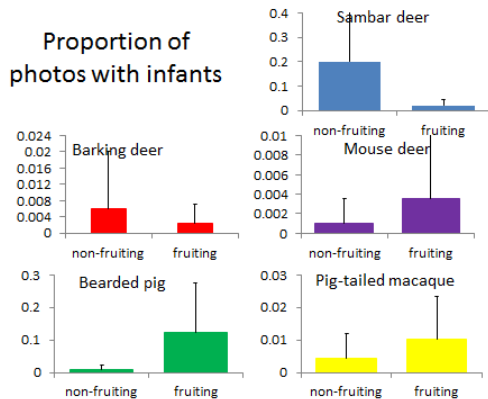 Proportion of
photos with infants
Sambar deer
0.4
0.3
0.2
0.1
0
non-fruiting fruiting
Barking deer
0.024
0.02
0.016
0.012
0.008
0.004
0
non-fruiting fruiting
Mouse deer
0.01
0.008
0.006
0.004
0.002
0
non-fruiting fruiting
Bearded pig
0.3
0.2
0.1
0
non-fruiting fruiting
Pig-tailed macaque
0.03
0.02
0.01
0
non-fruiting fruiting